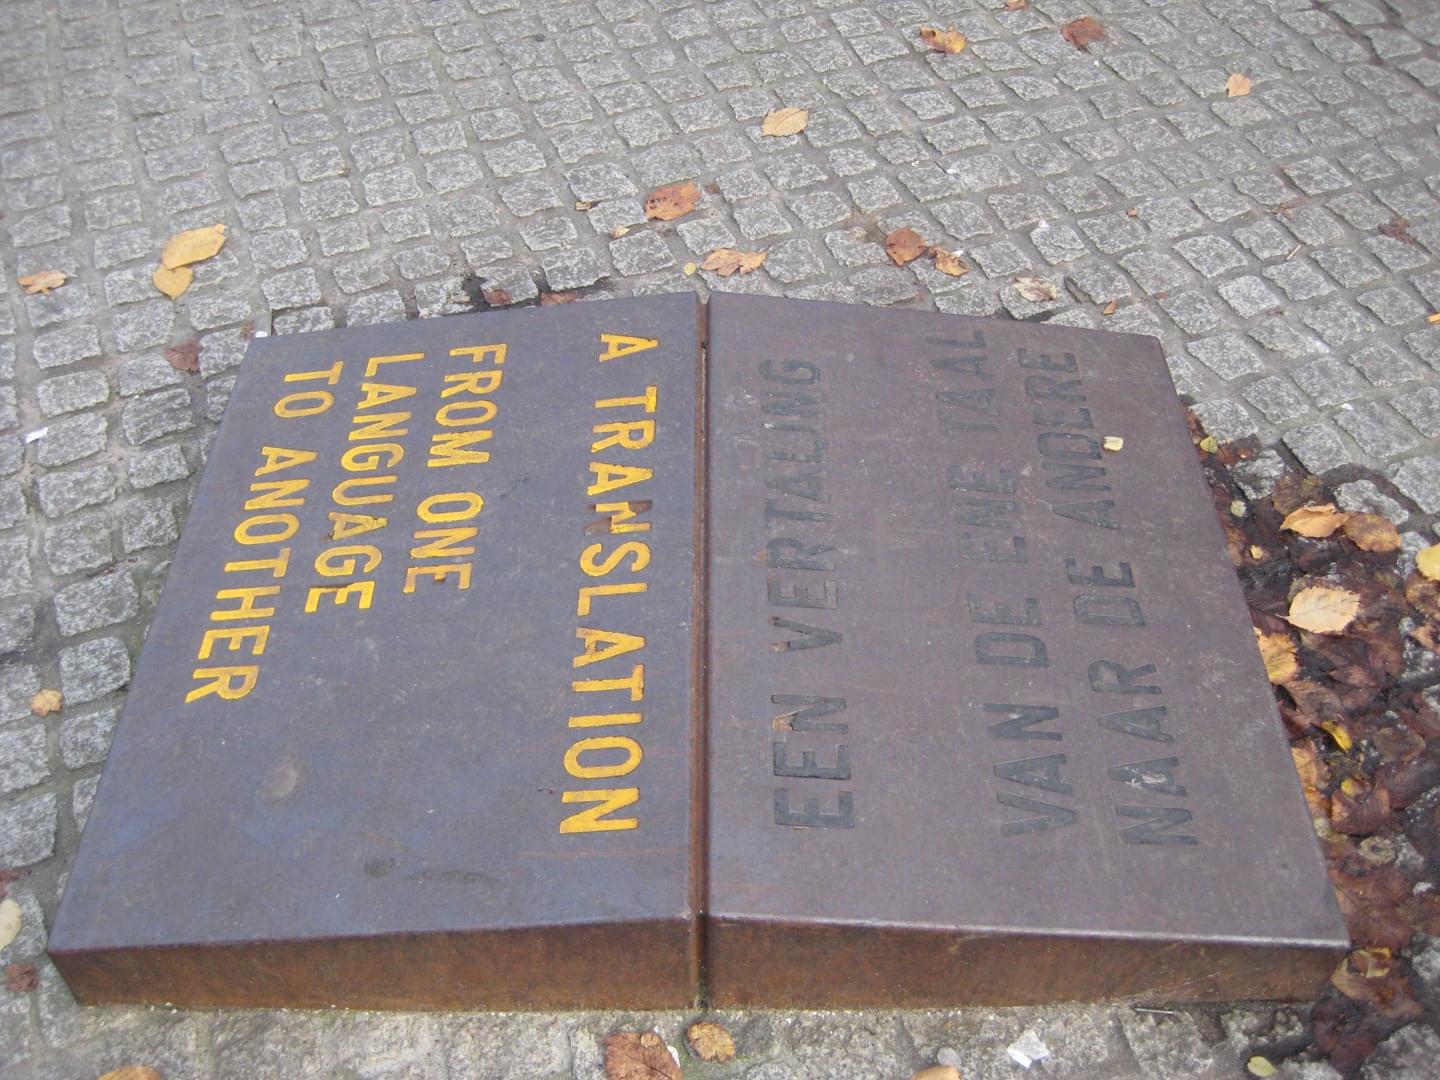 A TRANSLATION
FROM ONE
LANGUAGE
TO ANOTHER
EEN VERTALING
VAN DE ENE TAAL
NAAR DE ANDERE